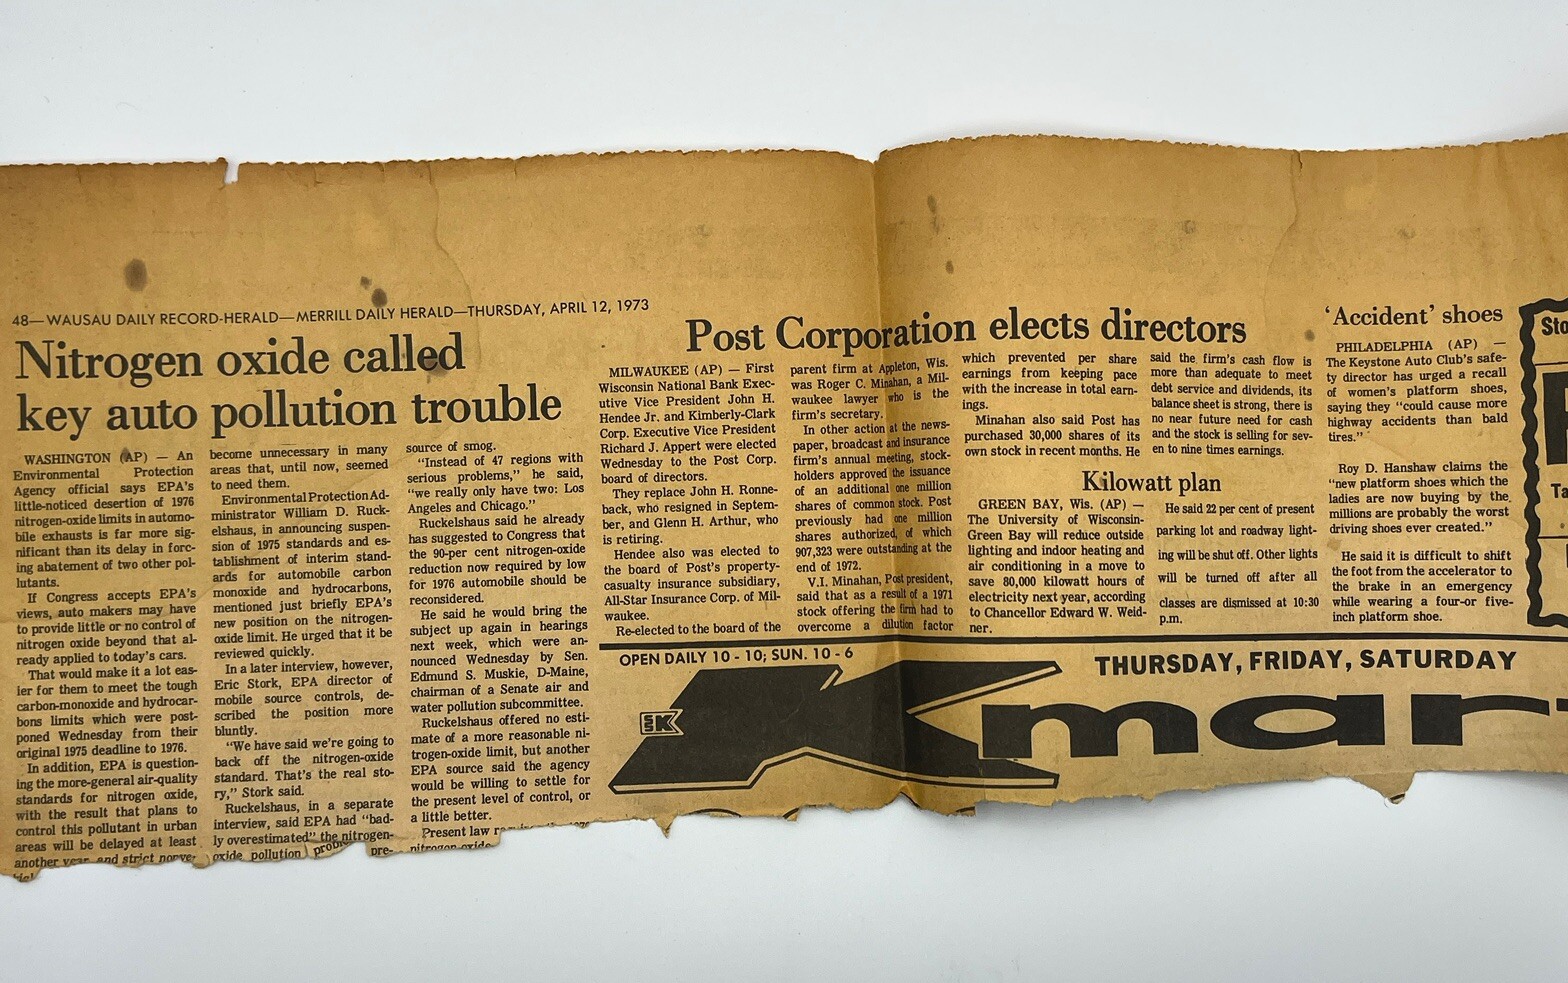 48—WAUSAU DAILY RECORD-HERALD—MERRILL DAILY HERALD—THURSDAY, APRIL 12, 1973
Nitrogen oxide called
key auto pollution trouble
WASHINGTON (AP) — An
Environmental Protection
Agency official says EPA's
little-noticed desertion of 1976
nitrogen-oxide limits in automo-
bile exhausts is far more sig-
nificant than its delay in forc-
ing abatement of two other pol-
lutants.
If Congress accepts EPA's
views, auto makers may have
to provide little or no control of
nitrogen oxide beyond that al-
ready applied to today's cars.
That would make it a lot eas-
ier for them to meet the tough
carbon-monoxide and hydrocar-
bons limits which were post-
poned Wednesday from their
original 1975 deadline to 1976.
In addition, EPA is question-
ing the more-general air-quality
standards for nitrogen oxide,
with the result that plans to
control this pollutant in urban
areas will be delayed at least
another year, and strict
become unnecessary in many
areas that, until now, seemed
to need them.
Environmental Protection Ad-
ministrator William D. Ruck-
elshaus, in announcing suspen-
sion of 1975 standards and es-
tablishment of interim stand-
ards for automobile carbon
monoxide and hydrocarbons,
mentioned just briefly EPA's
new position on the nitrogen-
oxide limit. He urged that it be
reviewed quickly.
In a later interview, however,
Eric Stork, EPA director of
mobile source controls, de-
scribed the position more
bluntly.
"We have said we're going to
back off the nitrogen-oxide
standard. That's the real sto-
ry," Stork said.
Ruckelshaus, in a separate
interview, said EPA had "bad-
ly overestimated" the nitrogen-
oxide pollution pre-
source of smog.
"Instead of 47 regions with
serious problems," he said,
"we really only have two: Los
Angeles and Chicago."
Ruckelshaus said he already
has suggested to Congress that
the 90-per cent nitrogen-oxide
reduction now required by low
for 1976 automobile should be
reconsidered.
He said he would bring the
subject up again in hearings
next week, which were an-
nounced Wednesday by Sen.
Edmund S. Muskie, D-Maine,
chairman of a Senate air and
water pollution subcommittee.
Ruckelshaus offered no esti-
mate of a more reasonable ni-
trogen-oxide limit, but another
EPA source said the agency
would be willing to settle for
the present level of control, or
a little better.
Present law
nitrogen-oxide
Post Corporation elects directors
MILWAUKEE (AP) — First
Wisconsin National Bank Exec-
utive Vice President John H.
Hendee Jr. and Kimberly-Clark
Corp. Executive Vice President
Richard J. Appert were elected
Wednesday to the Post Corp.
board of directors.
They replace John H. Ronne-
back, who resigned in Septem-
ber, and Glenn H. Arthur, who
is retiring.
Hendee also was elected to
the board of Post's property-
casualty insurance subsidiary,
All-Star Insurance Corp. of Mil-
waukee.
Re-elected to the board of the
parent firm at Appleton, Wis.
was Roger C. Minahan, a Mil-
waukee lawyer who is the
firm's secretary.
In other action at the news-
paper, broadcast and insurance
firm's annual meeting, stock-
holders approved the issuance
of an additional one million
shares of common stock. Post
previously had one million
shares authorized, of which
907,323 were outstanding at the
end of 1972.
V.I. Minahan, Post president,
said that as a result of a 1971
stock offering the firm had to
overcome a dilution factor
which prevented per share
earnings from keeping pace
with the increase in total earn-
ings.
Minahan also said Post has
purchased 30,000 shares of its
own stock in recent months. He
said the firm's cash flow is
more than adequate to meet
debt service and dividends, its
balance sheet is strong, there is
no near future need for cash
and the stock is selling for sev-
en to nine times earnings.
Kilowatt plan
GREEN BAY, Wis. (AP) —
The University of Wisconsin-
Green Bay will reduce outside
lighting and indoor heating and
air conditioning in a move to
save 80,000 kilowatt hours of
electricity next year, according
to Chancellor Edward W. Weid-
ner.
He said 22 per cent of present
parking lot and roadway light-
ing will be shut off. Other lights
will be turned off after all
classes are dismissed at 10:30
p.m.
'Accident' shoes
PHILADELPHIA (AP) —
The Keystone Auto Club's safe-
ty director has urged a recall
of women's platform shoes,
saying they "could cause more
highway accidents than bald
tires."
Roy D. Hanshaw claims the
"new platform shoes which the
ladies are now buying by the
millions are probably the worst
driving shoes ever created."
He said it is difficult to shift
the foot from the accelerator to
the brake in an emergency
while wearing a four-or five-
inch platform shoe.
OPEN DAILY 10 - 10; SUN. 10 - 6
THURSDAY, FRIDAY, SATURDAY
Kmar